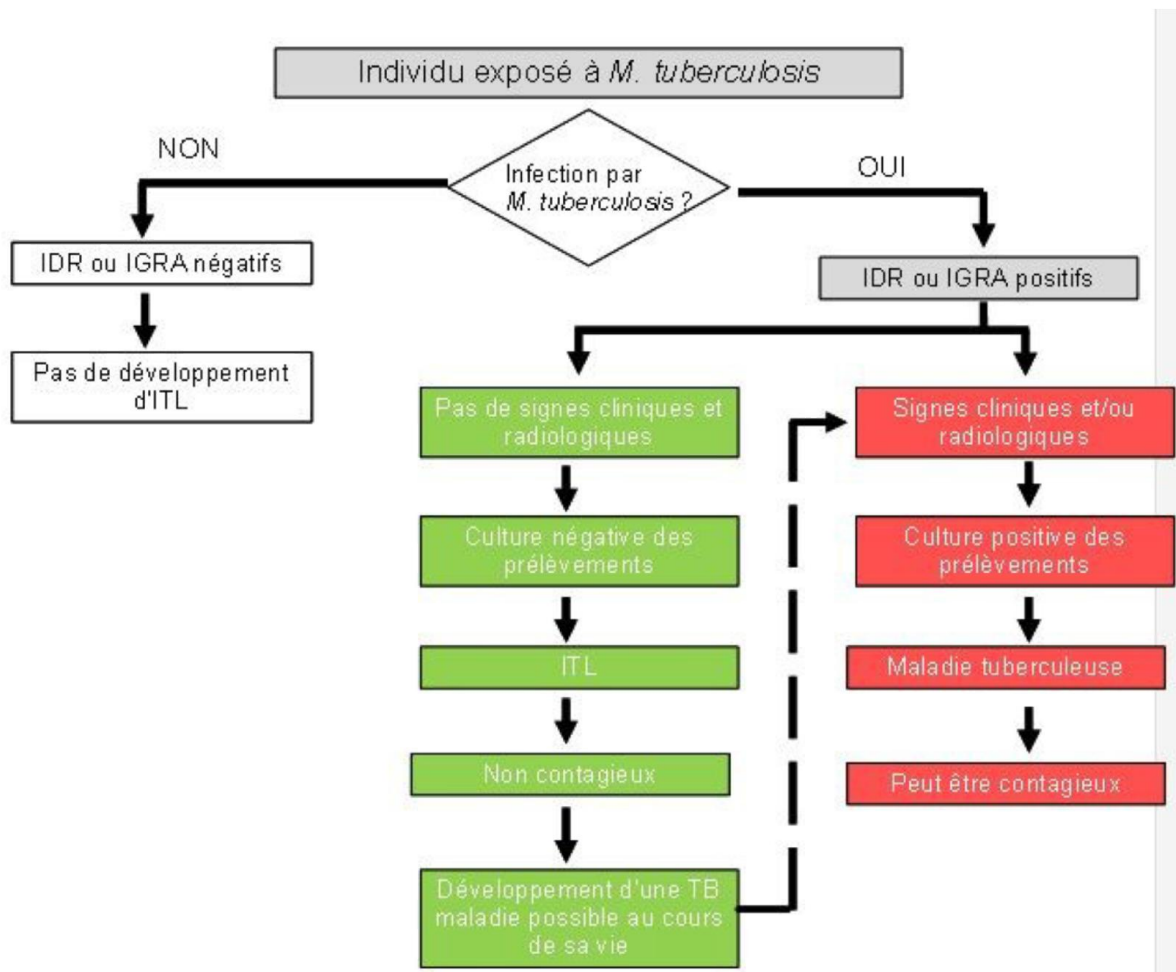 Individu exposé à M. tuberculosis
NON
Infection par
M. tuberculosis ?
OUI
IDR ou IGRA négatifs
IDR ou IGRA positifs
Pas de développement
d'ITL
Pas de signes cliniques et
radiologiques
Signes cliniques et/ou
radiologiques
Culture négative des
prélèvements
Culture positive des
prélèvements
ITL
Maladie tuberculeuse
Non contagieux
Peut être contagieux
Développement d'une TB
maladie possible au cours
de sa vie